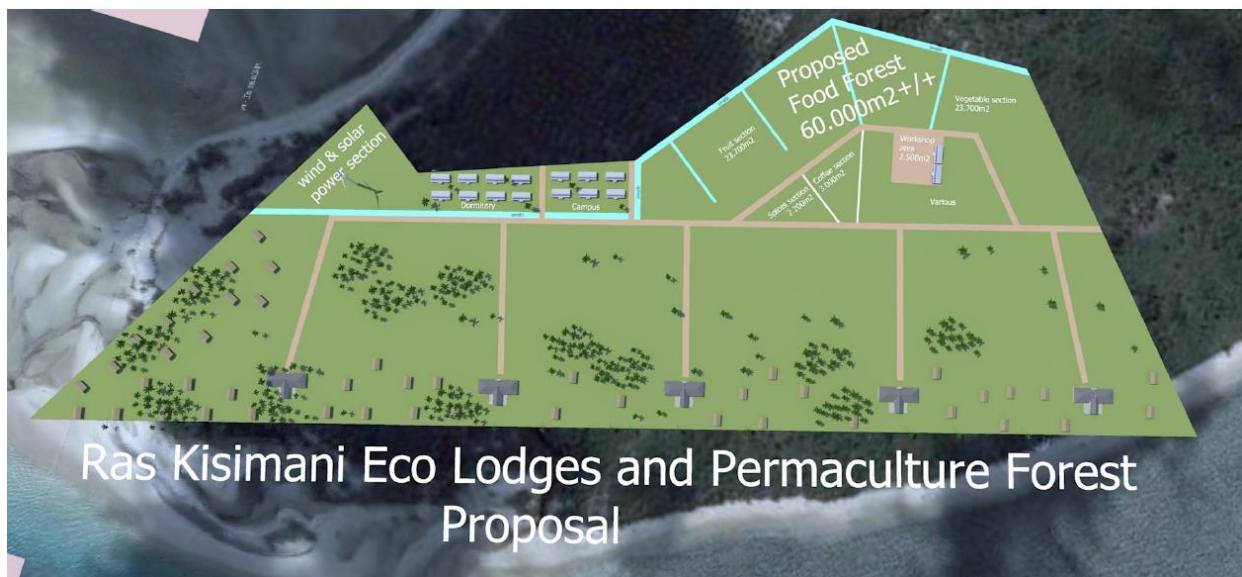 Proposed
Food Forest
60.000m2+/+
Vegetable section
23.700m2
Fruit section
23.700m2
Workshop
area
2.500m2
wind & solar
power section
Coffee section
3.000m2
Spices section
2.200m2
Various
Dormitory
Campus
Ras Kisimani Eco Lodges and Permaculture Forest
Proposal